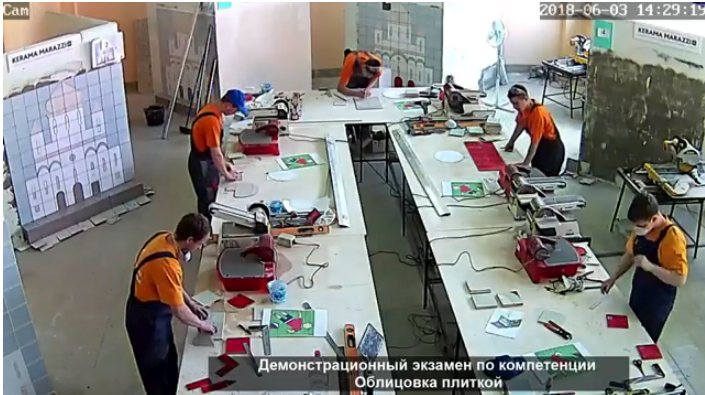 Cam
2018-06-03 14:29:19
KERAMA MARAZZI
KERAMA MARAZZI
Демонстрационный экзамен по компетенции
Облицовка плиткой